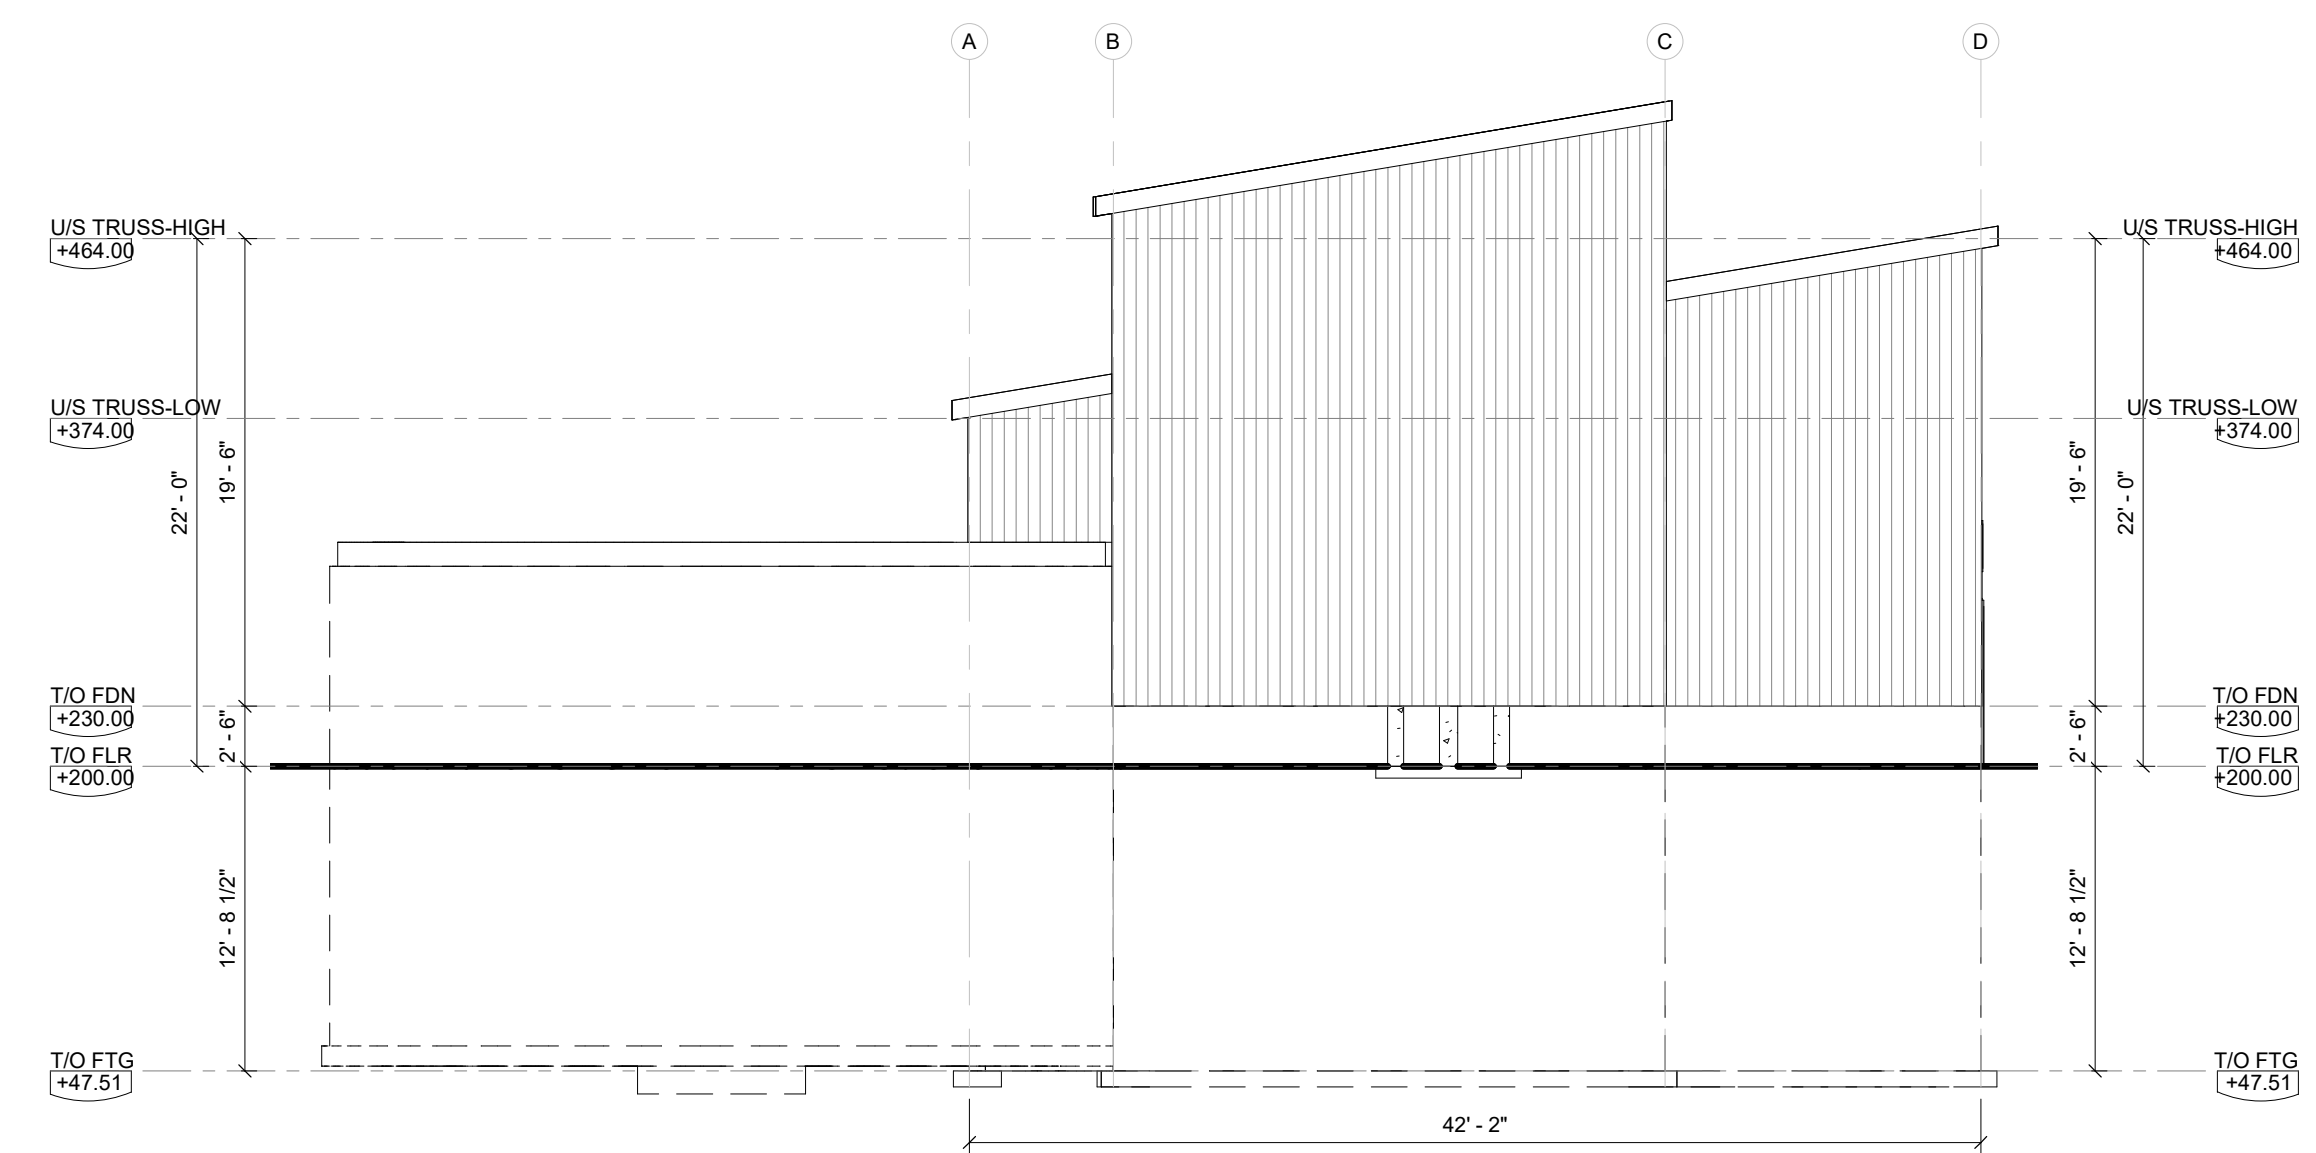 A
B
C
D
U/S TRUSS-HIGH
+464.00
U/S TRUSS-HIGH
+464.00
U/S TRUSS-LOW
+374.00
U/S TRUSS-LOW
+374.00
22' - 0"
19' - 6"
19' - 6"
22' - 0"
T/O FDN
+230.00
T/O FDN
+230.00
2' - 6"
2' - 6"
T/O FLR
+200.00
T/O FLR
+200.00
12' - 8 1/2"
12' - 8 1/2"
T/O FTG
+47.51
T/O FTG
+47.51
42' - 2"